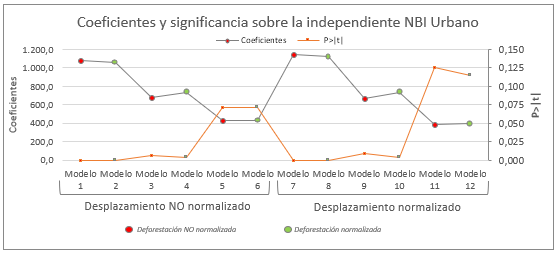 Coeficientes y significancia sobre la independiente NBI Urbano
Coeficientes P>|t|
1.200,0
1.000,0
800,0
600,0
400,0
200,0
0,0
Coeficientes
0,150
0,125
0,100
0,075
0,050
0,025
0,000
P>|t|
Modelo 1
Modelo 2
Modelo 3
Modelo 4
Modelo 5
Modelo 6
Modelo 7
Modelo 8
Modelo 9
Modelo 10
Modelo 11
Modelo 12
Desplazamiento NO normalizado
Desplazamiento normalizado
Deforestación NO normalizada
Deforestación normalizada